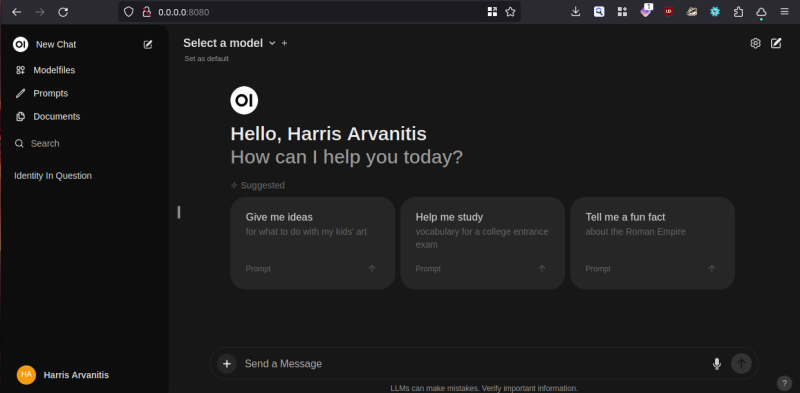 0.0.0.0:8080
1
UO
OI
New Chat
Modelfiles
Prompts
Documents
Search
Identity In Question
HA
Harris Arvanitis
Select a model
+
Set as default
OI
Hello, Harris Arvanitis
How can I help you today?
Suggested
Give me ideas
for what to do with my kids' art
Prompt
Help me study
vocabulary for a college entrance
exam
Prompt
Tell me a fun fact
about the Roman Empire
Prompt
+
Send a Message
LLMs can make mistakes. Verify important information.
?